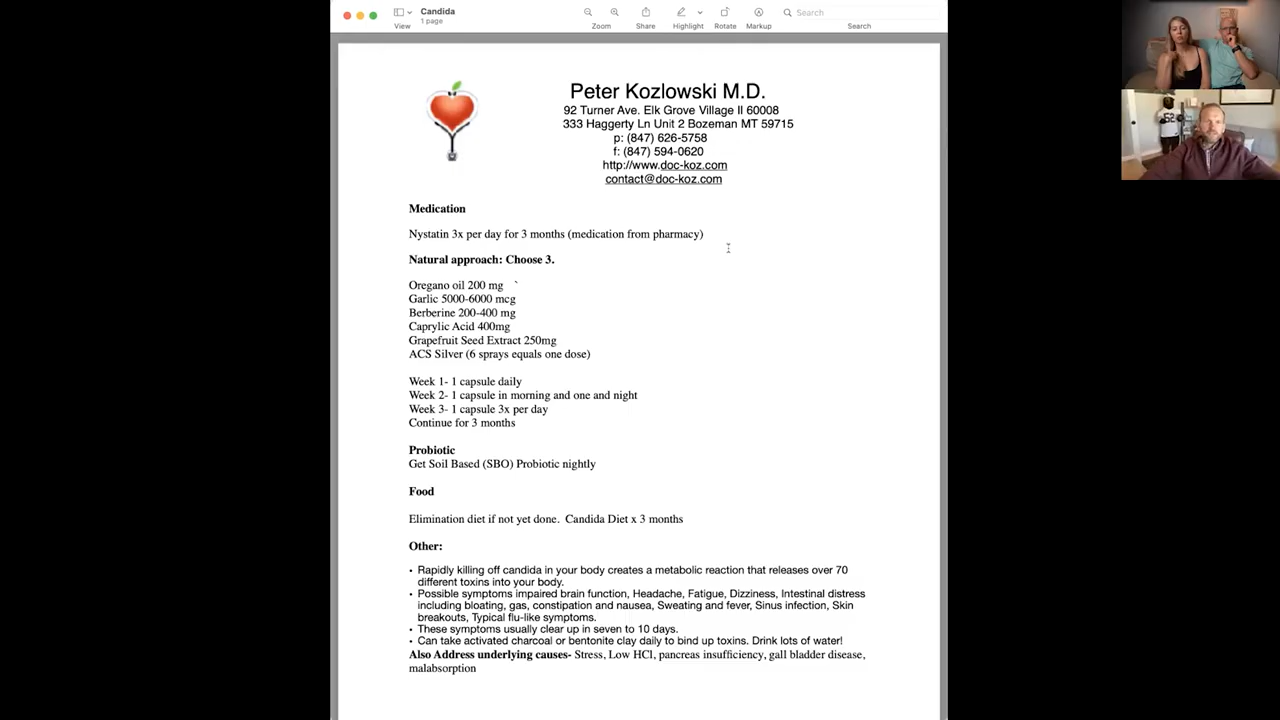 Candida
1 page
View
Zoom
Share
Highlight
Rotate
Markup
Search
Search
Peter Kozlowski M.D.
92 Turner Ave. Elk Grove Village Il 60008
333 Haggerty Ln Unit 2 Bozeman MT 59715
p: (847) 626-5758
f: (847) 594-0620
http://www.doc-koz.com
contact@doc-koz.com
Medication
Nystatin 3x per day for 3 months (medication from pharmacy)
Natural approach: Choose 3.
Oregano oil 200 mg `
Garlic 5000-6000 mcg
Berberine 200-400 mg
Caprylic Acid 400mg
Grapefruit Seed Extract 250mg
ACS Silver (6 sprays equals one dose)
Week 1- 1 capsule daily
Week 2- 1 capsule in morning and one and night
Week 3- 1 capsule 3x per day
Continue for 3 months
Probiotic
Get Soil Based (SBO) Probiotic nightly
Food
Elimination diet if not yet done.  Candida Diet x 3 months
Other:
• Rapidly killing off candida in your body creates a metabolic reaction that releases over 70
different toxins into your body.
• Possible symptoms impaired brain function, Headache, Fatigue, Dizziness, Intestinal distress
including bloating, gas, constipation and nausea, Sweating and fever, Sinus infection, Skin
breakouts, Typical flu-like symptoms.
• These symptoms usually clear up in seven to 10 days.
• Can take activated charcoal or bentonite clay daily to bind up toxins. Drink lots of water!
Also Address underlying causes- Stress, Low HCl, pancreas insufficiency, gall bladder disease,
malabsorption
52